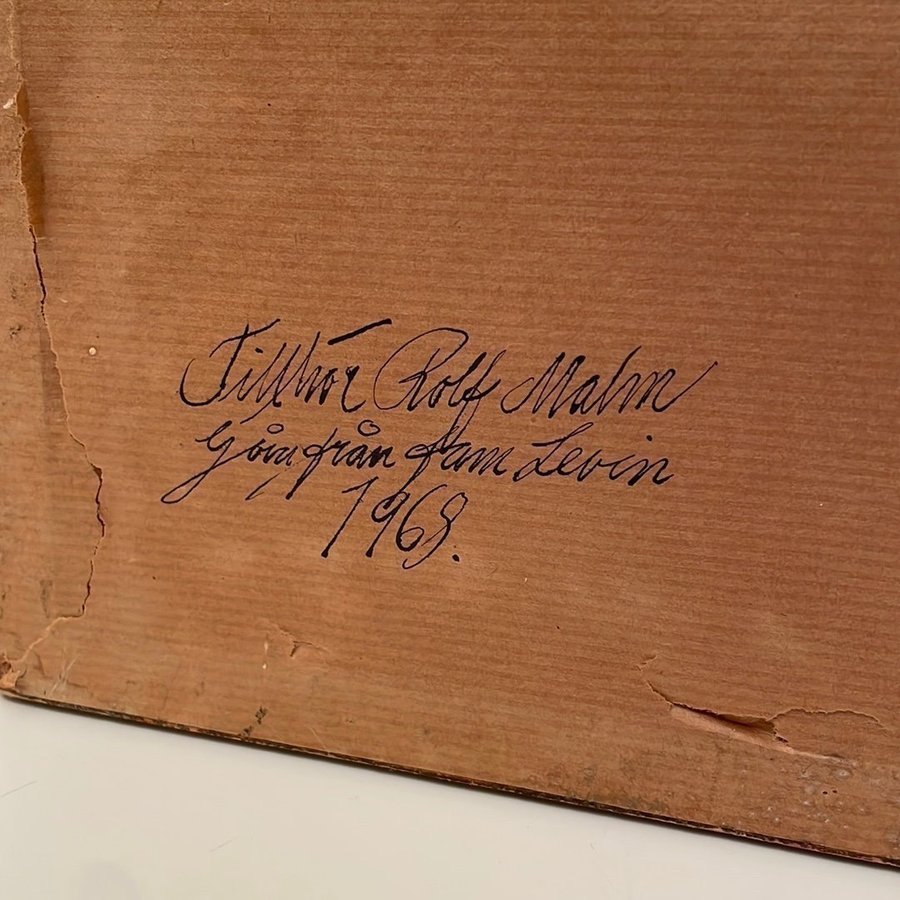 Tillhör Rolf Malm
Gåva från fam Levin
1968.